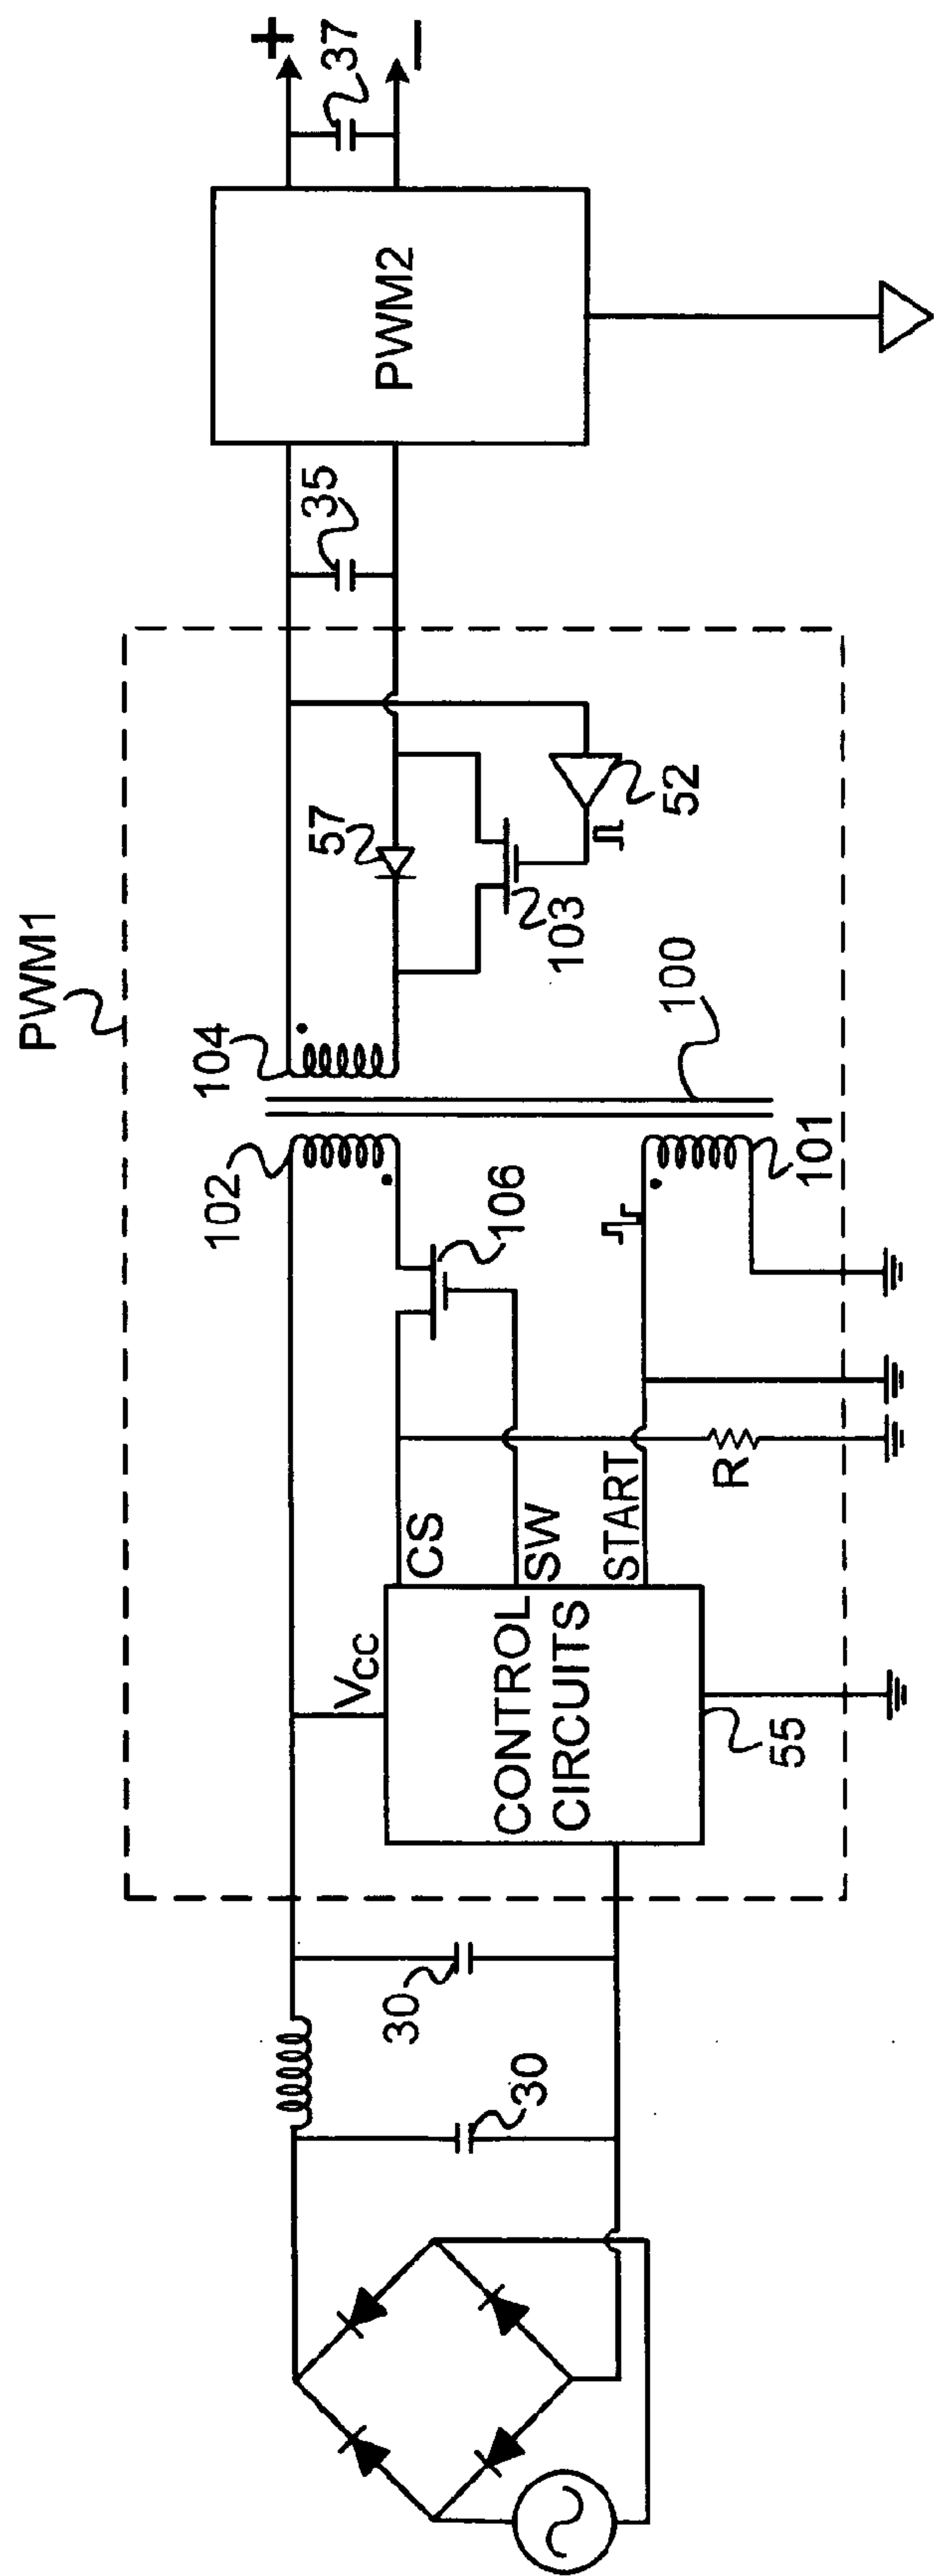 PWM1
102
104
57
35
+
37
−
PWM2
VCC
CS
106
103
52
CONTROL
CIRCUITS
SW
START
30
30
55
R
101
100